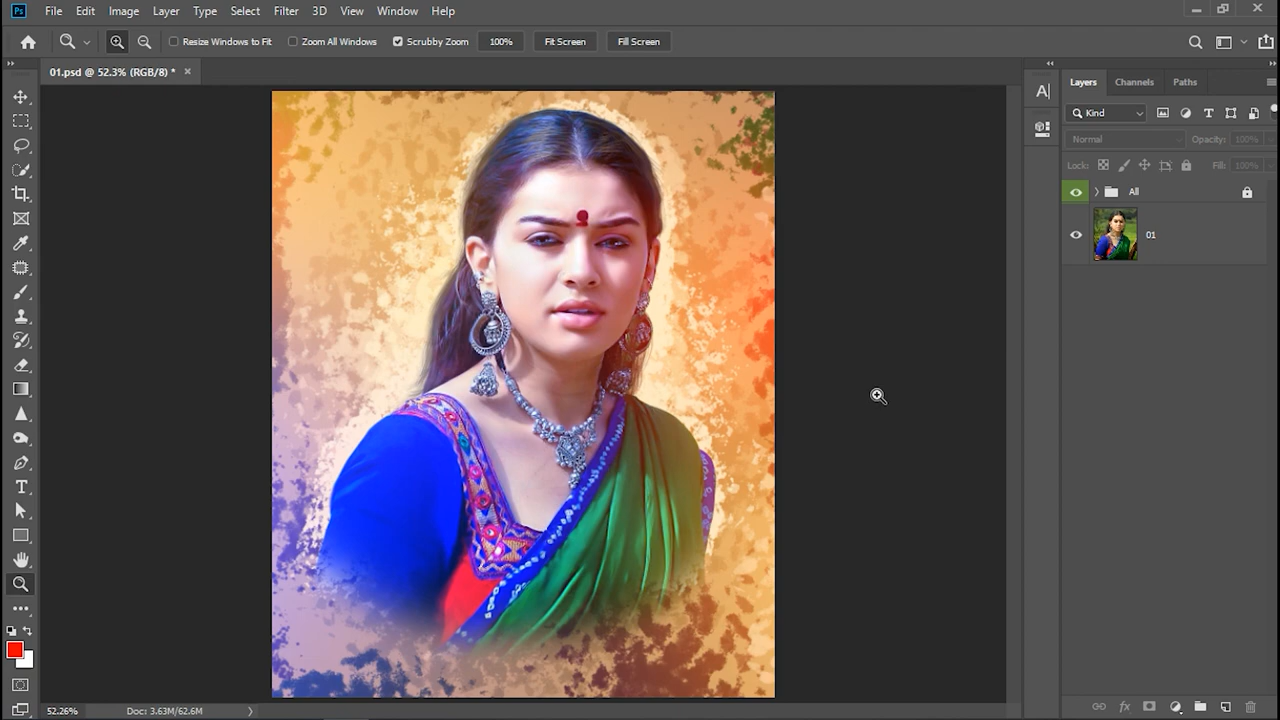 Ps File Edit Image Layer Type Select Filter 3D View Window Help
Resize Windows to Fit Zoom All Windows Scrubby Zoom 100% Fit Screen Fill Screen
01.psd @ 52.3% (RGB/8) * ×
Layers Channels Paths
Kind
Normal Opacity: 100%
Lock: Fill: 100%
All
01
52.26% Doc: 3.63M/62.6M